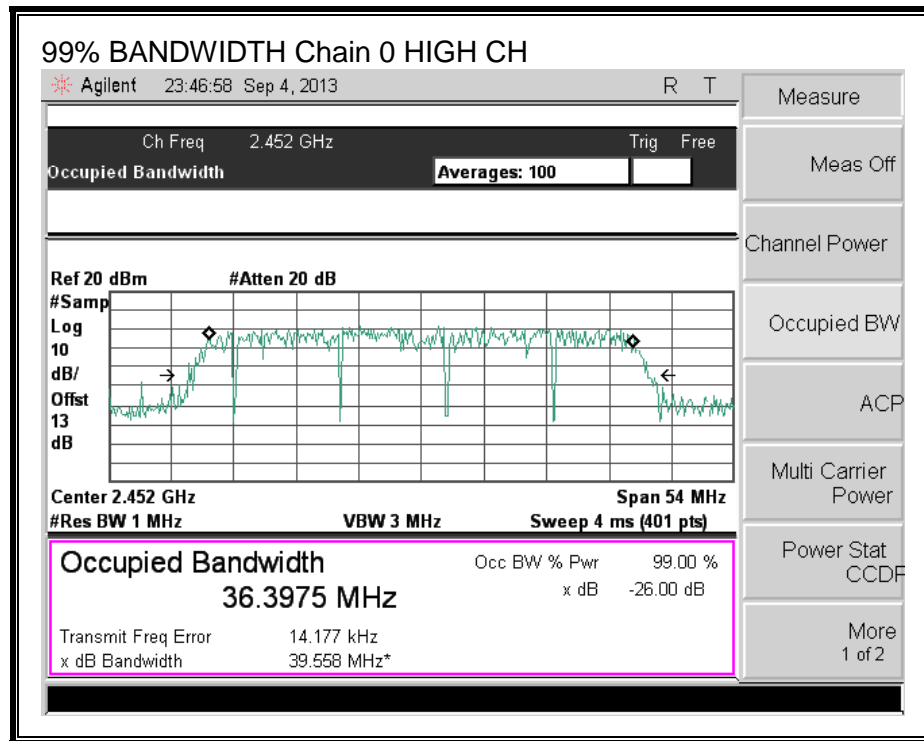 99% BANDWIDTH Chain 0 HIGH CH
Agilent 23:46:58 Sep 4, 2013 R T
Measure
Ch Freq 2.452 GHz Trig Free
Occupied Bandwidth Averages: 100
Meas Off
Channel Power
Ref 20 dBm #Atten 20 dB
#Samp
Log
10
dB/
Offst
13
dB
Occupied BW
ACP
Multi Carrier
Power
Center 2.452 GHz Span 54 MHz
#Res BW 1 MHz VBW 3 MHz Sweep 4 ms (401 pts)
Occupied Bandwidth Occ BW % Pwr 99.00 %
36.3975 MHz x dB -26.00 dB
Transmit Freq Error 14.177 kHz
x dB Bandwidth 39.558 MHz*
Power Stat
CCDF
More
1 of 2